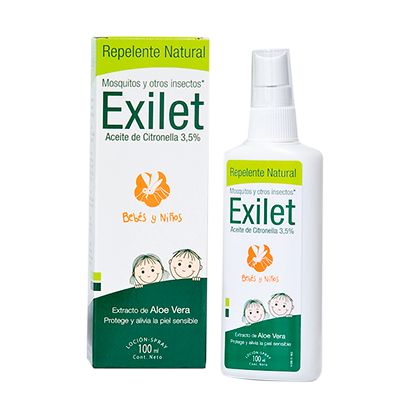 Repelente Natural
Mosquitos y otros insectos*
Exilet
Aceite de Citronella 3,5%
Bebés y Niños
Extracto de Aloe Vera
Protege y alivia la piel sensible
LOCIÓN-SPRAY
100 ml
Cont. Neto
Repelente Natural
Mosquitos y otros insectos*
Exilet
Aceite de Citronella 3,5%
Bebés y Niños
Extracto de Aloe Vera
Protege y alivia la piel sensible
LOCIÓN-SPRAY
100 ml
Cont. Neto